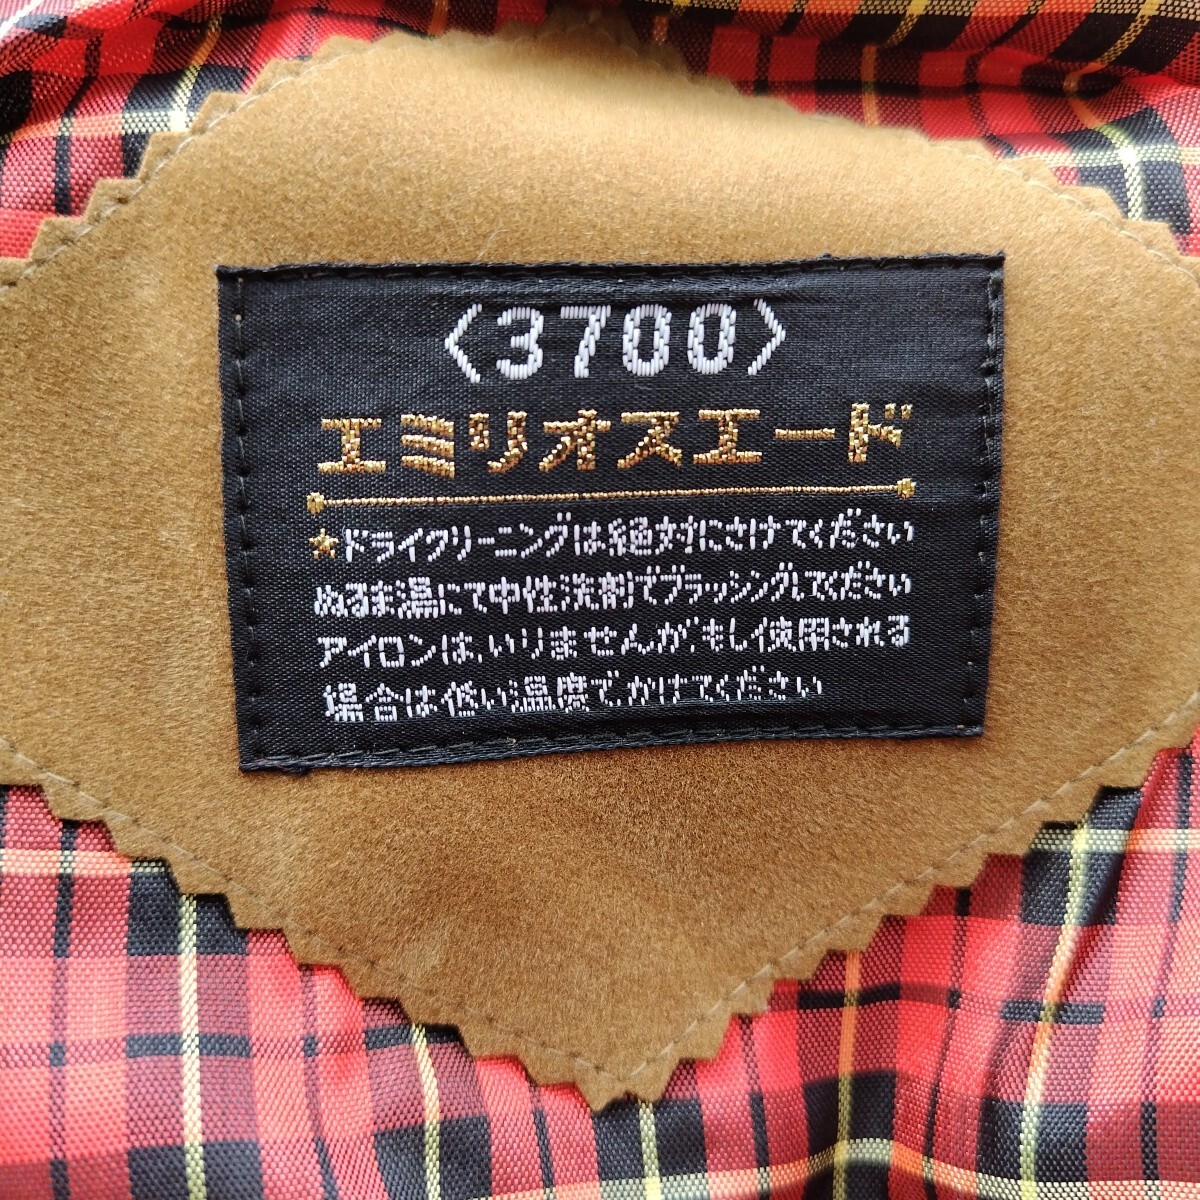 〈3700〉
エミリオスエード
★ドライクリーニングは絶対にさけてください
ぬるま湯にて中性洗剤でブラッシングしてください
アイロンは、いりませんが、もし使用される
場合は低い温度でかけてください